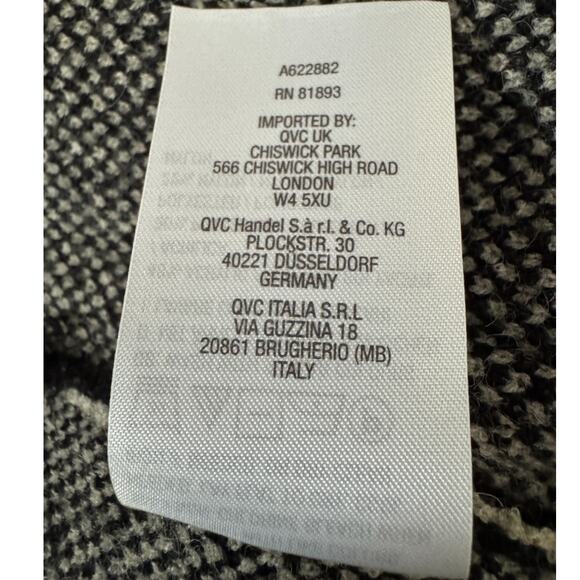 A622882
RN 81893
IMPORTED BY:
QVC UK
CHISWICK PARK
566 CHISWICK HIGH ROAD
LONDON
W4 5XU
QVC Handel S.à r.l. & Co. KG
PLOCKSTR. 30
40221 DÜSSELDORF
GERMANY
QVC ITALIA S.R.L
VIA GUZZINA 18
20861 BRUGHERIO (MB)
ITALY